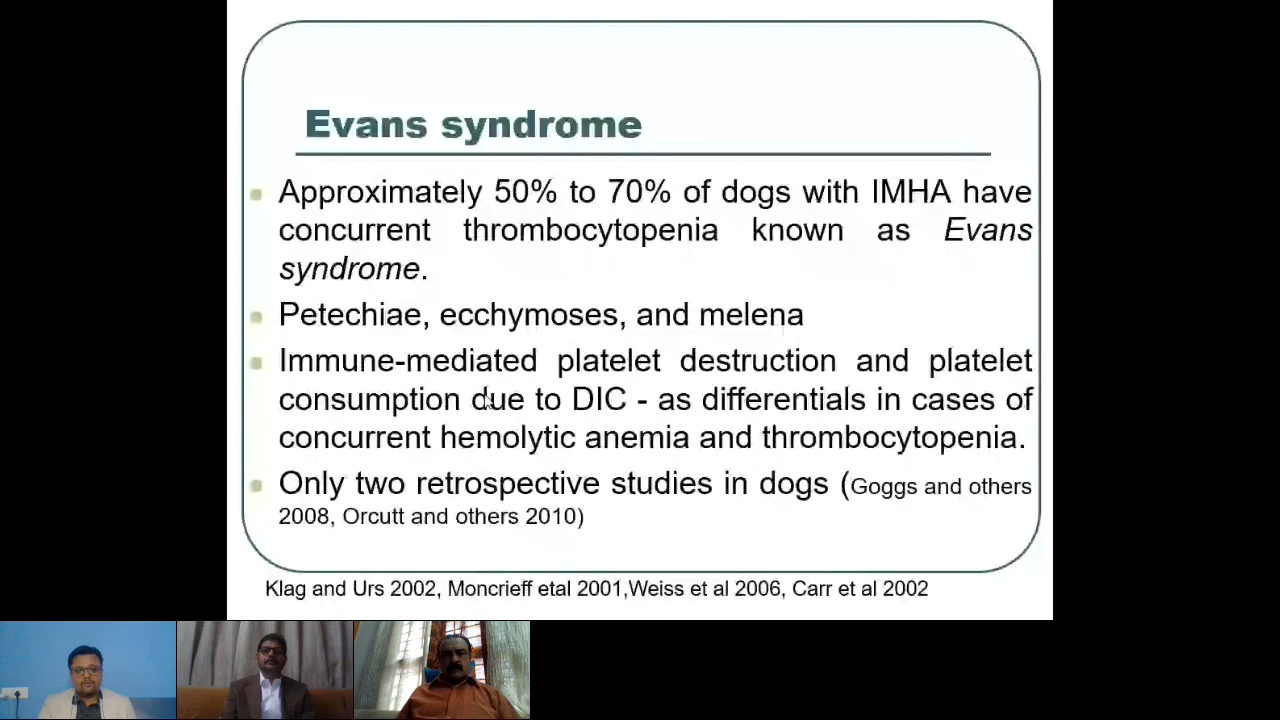 Evans syndrome
Approximately 50% to 70% of dogs with IMHA have
concurrent thrombocytopenia known as Evans
syndrome.
Petechiae, ecchymoses, and melena
Immune-mediated platelet destruction and platelet
consumption due to DIC - as differentials in cases of
concurrent hemolytic anemia and thrombocytopenia.
Only two retrospective studies in dogs (Goggs and others
2008, Orcutt and others 2010)
Klag and Urs 2002, Moncrieff etal 2001,Weiss et al 2006, Carr et al 2002